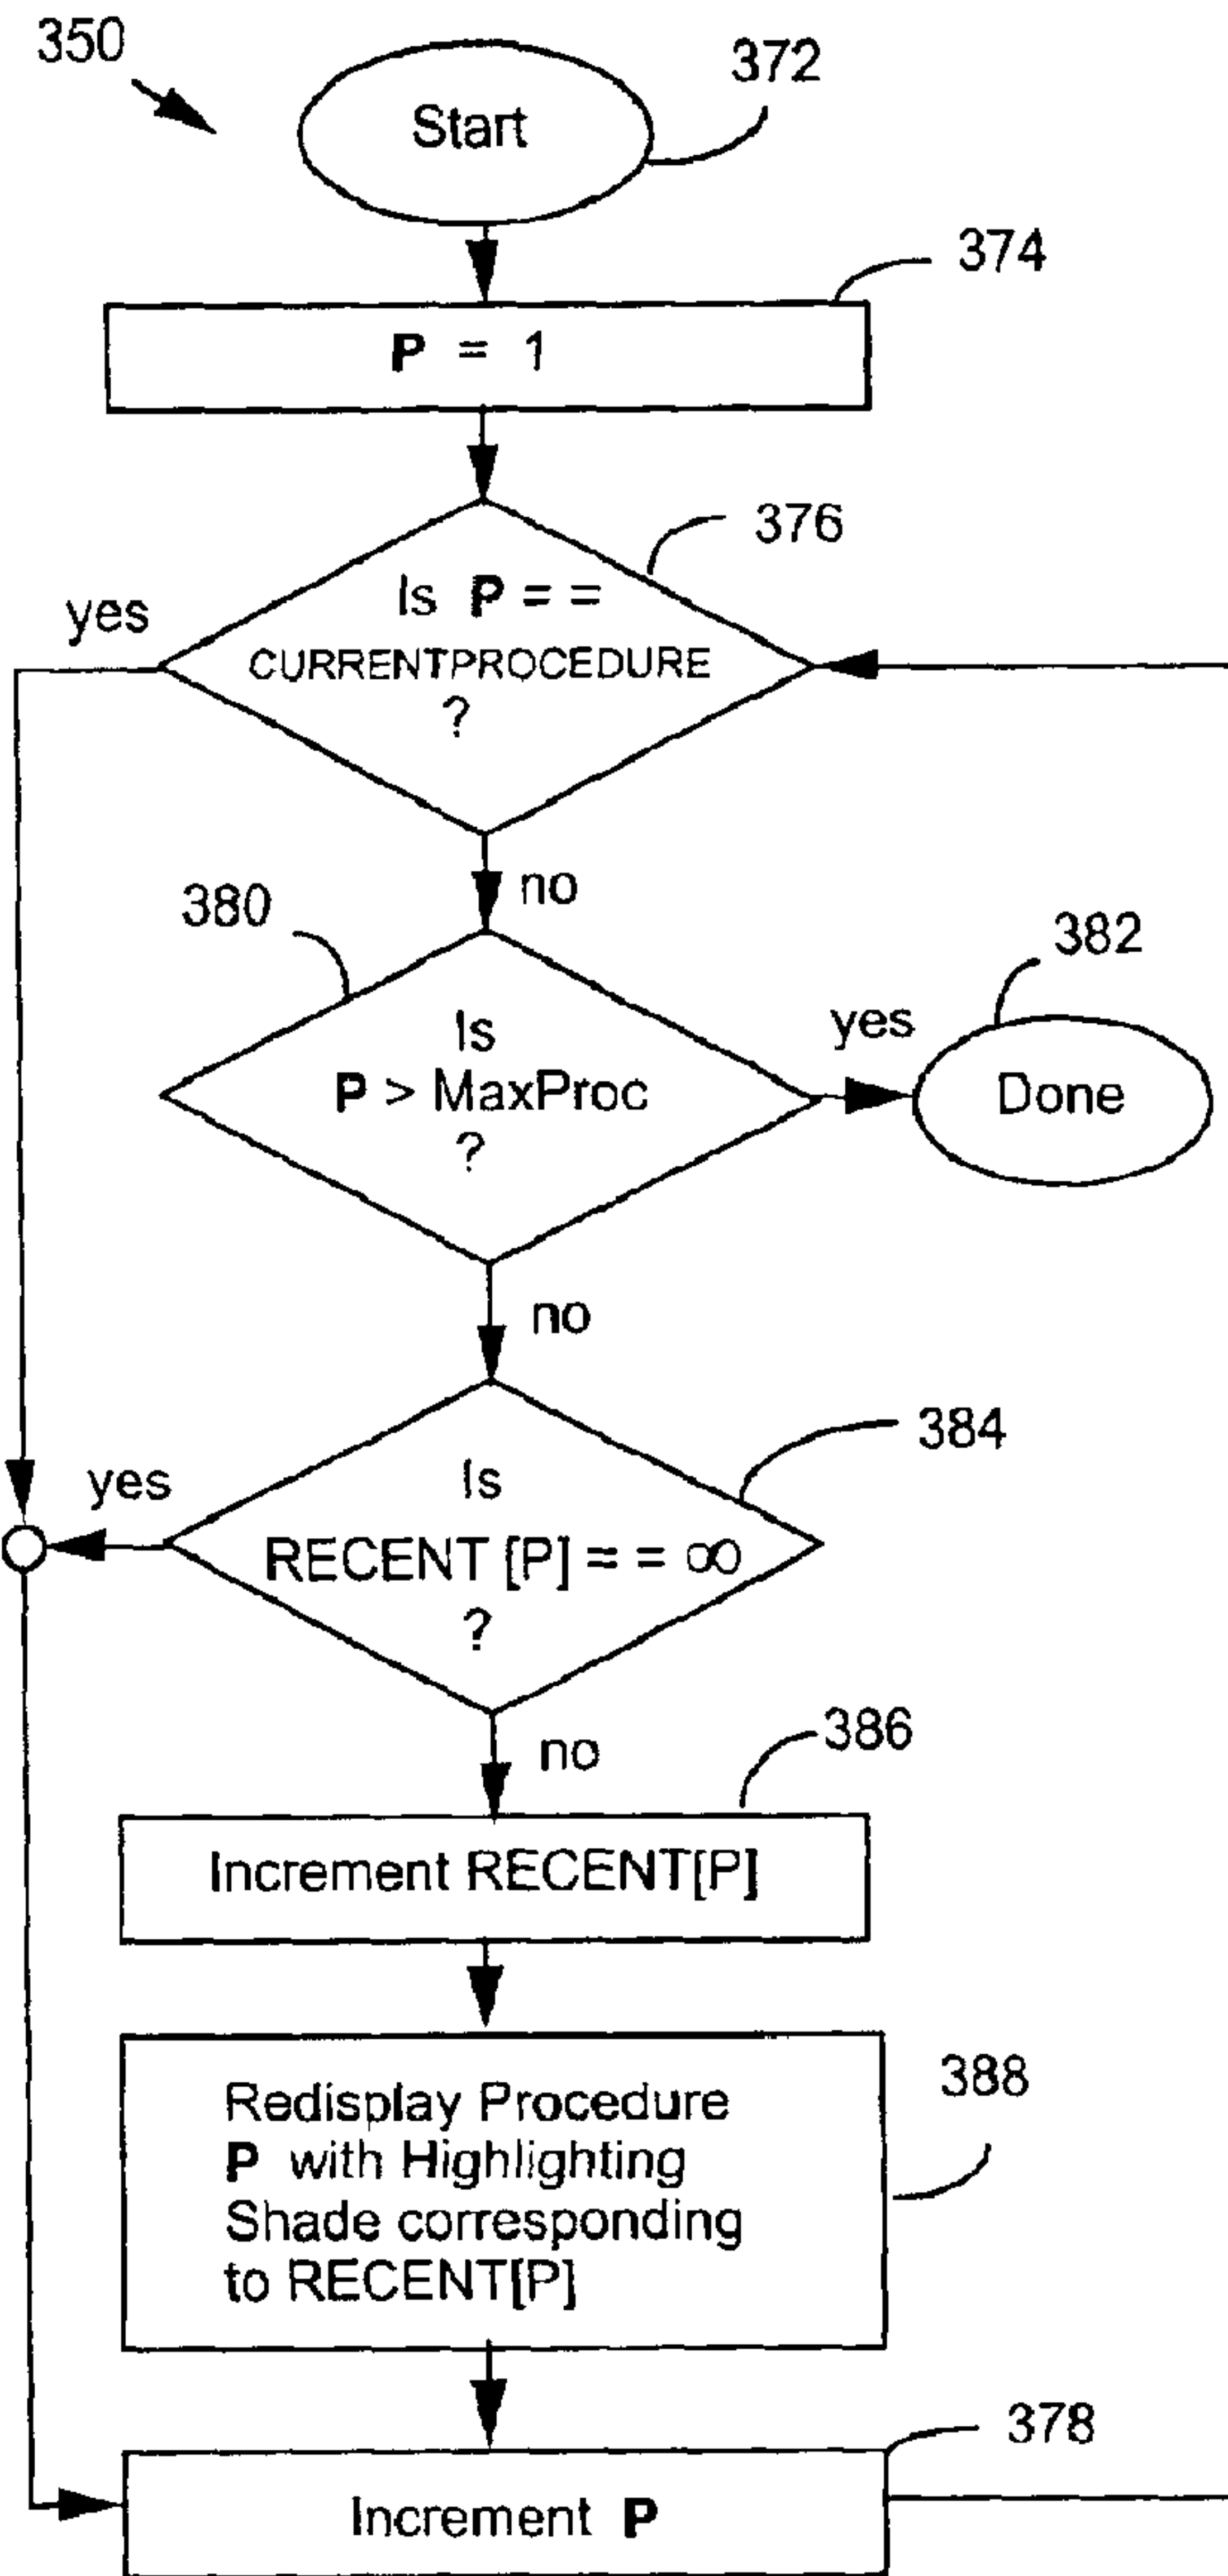 350
Start
372
374
P = 1
376
yes
Is P = =
CURRENTPROCEDURE
?
no
380
382
Is
P > MaxProc
?
yes
Done
no
384
yes
Is
RECENT [P] = = ∞
?
no
386
Increment RECENT[P]
388
Redisplay Procedure
P with Highlighting
Shade corresponding
to RECENT[P]
378
Increment P